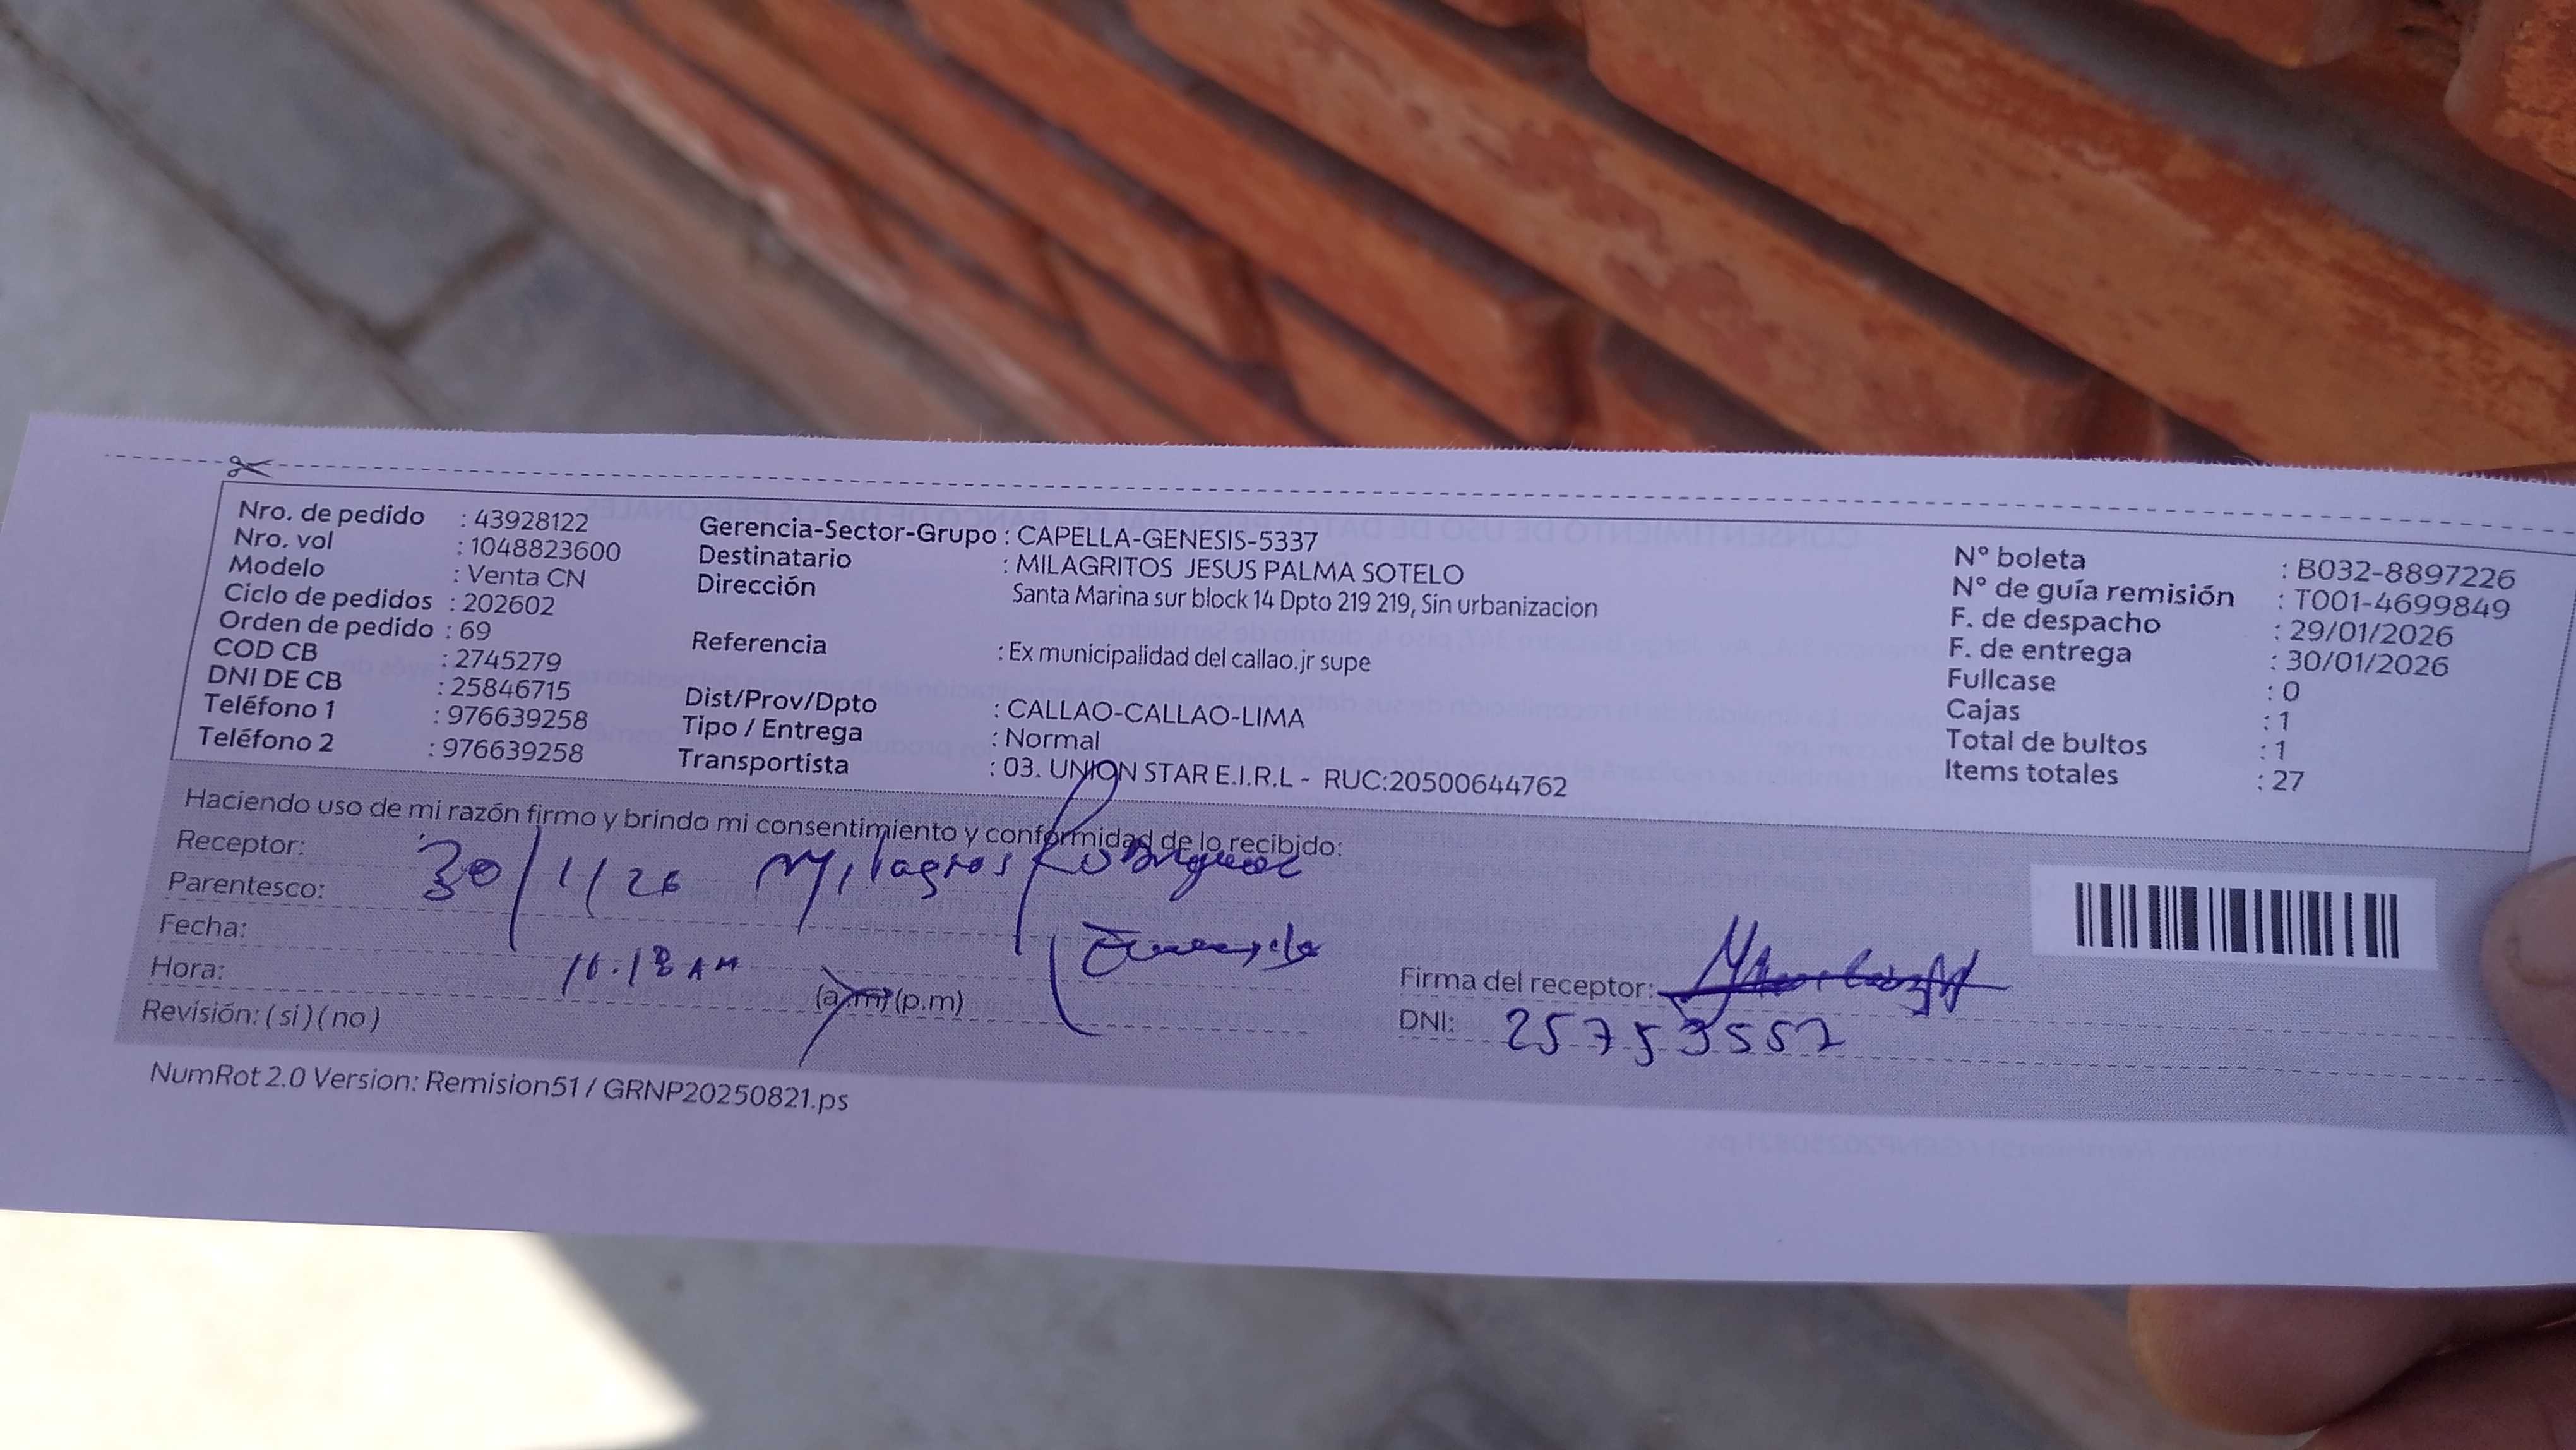 Nro. de pedido : 43928122
Nro. vol : 1048823600
Modelo : Venta CN
Ciclo de pedidos : 202602
Orden de pedido : 69
COD CB : 2745279
DNI DE CB : 25846715
Teléfono 1 : 976639258
Teléfono 2 : 976639258
Gerencia-Sector-Grupo : CAPELLA-GENESIS-5337
Destinatario : MILAGRITOS JESUS PALMA SOTELO
Dirección
Santa Marina sur block 14 Dpto 219 219, Sin urbanizacion
Referencia : Ex municipalidad del callao.jr supe
Dist/Prov/Dpto : CALLAO-CALLAO-LIMA
Tipo / Entrega : Normal
Transportista : 03. UNION STAR E.I.R.L - RUC:20500644762
N° boleta : B032-8897226
N° de guía remisión : T001-4699849
F. de despacho : 29/01/2026
F. de entrega : 30/01/2026
Fullcase : 0
Cajas : 1
Total de bultos : 1
Items totales : 27
Haciendo uso de mi razón firmo y brindo mi consentimiento y conformidad de lo recibido:
Receptor:
Parentesco: 30/1/26 Milagros Rodriguez
Fecha:
Hora: (a.m) (p.m)
Revisión: (si) (no)
Firma del receptor:
DNI:
NumRot 2.0 Version: Remision51 / GRNP20250821.ps